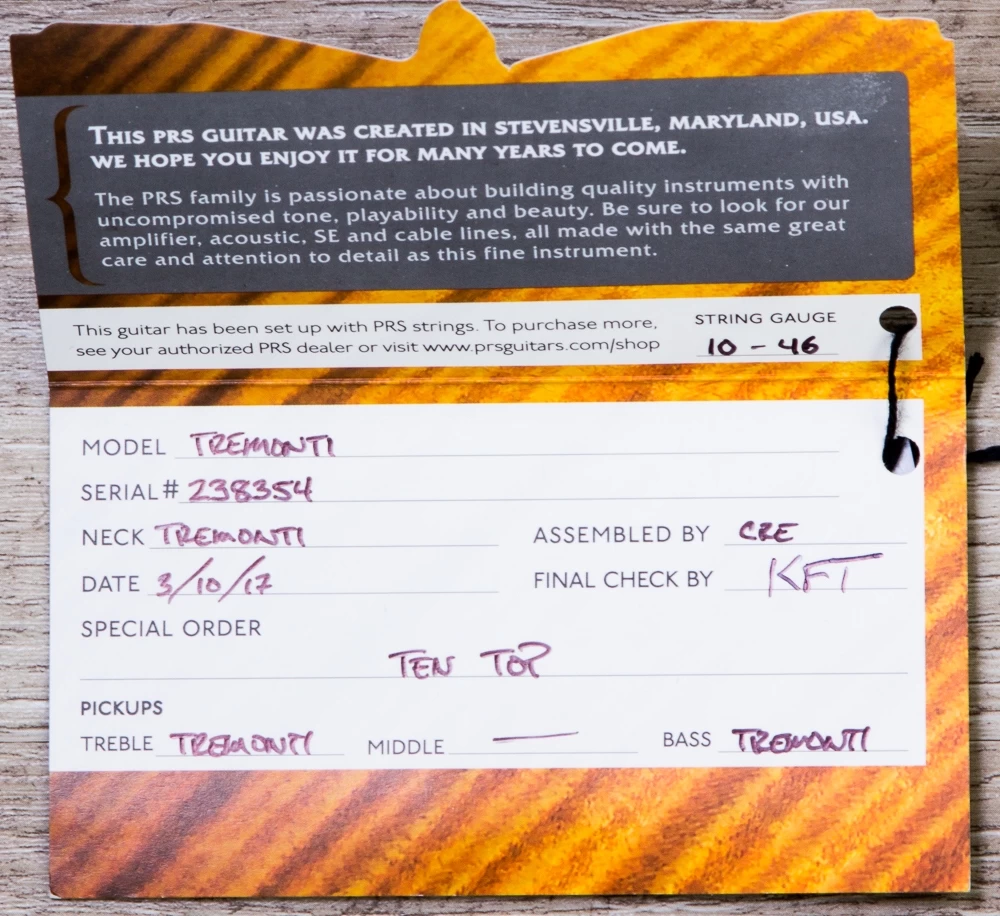 THIS PRS GUITAR WAS CREATED IN STEVENSVILLE, MARYLAND, USA.
WE HOPE YOU ENJOY IT FOR MANY YEARS TO COME.
The PRS family is passionate about building quality instruments with
uncompromised tone, playability and beauty. Be sure to look for our
amplifier, acoustic, SE and cable lines, all made with the same great
care and attention to detail as this fine instrument.
This guitar has been set up with PRS strings. To purchase more,
see your authorized PRS dealer or visit www.prsguitars.com/shop
STRING GAUGE
10 - 46
MODEL TREMONTI
SERIAL# 238354
NECK TREMONTI
ASSEMBLED BY CRE
DATE 3/10/17
FINAL CHECK BY KFT
SPECIAL ORDER
TEN TOP
PICKUPS
TREBLE TREMONTI MIDDLE — BASS TREMONTI